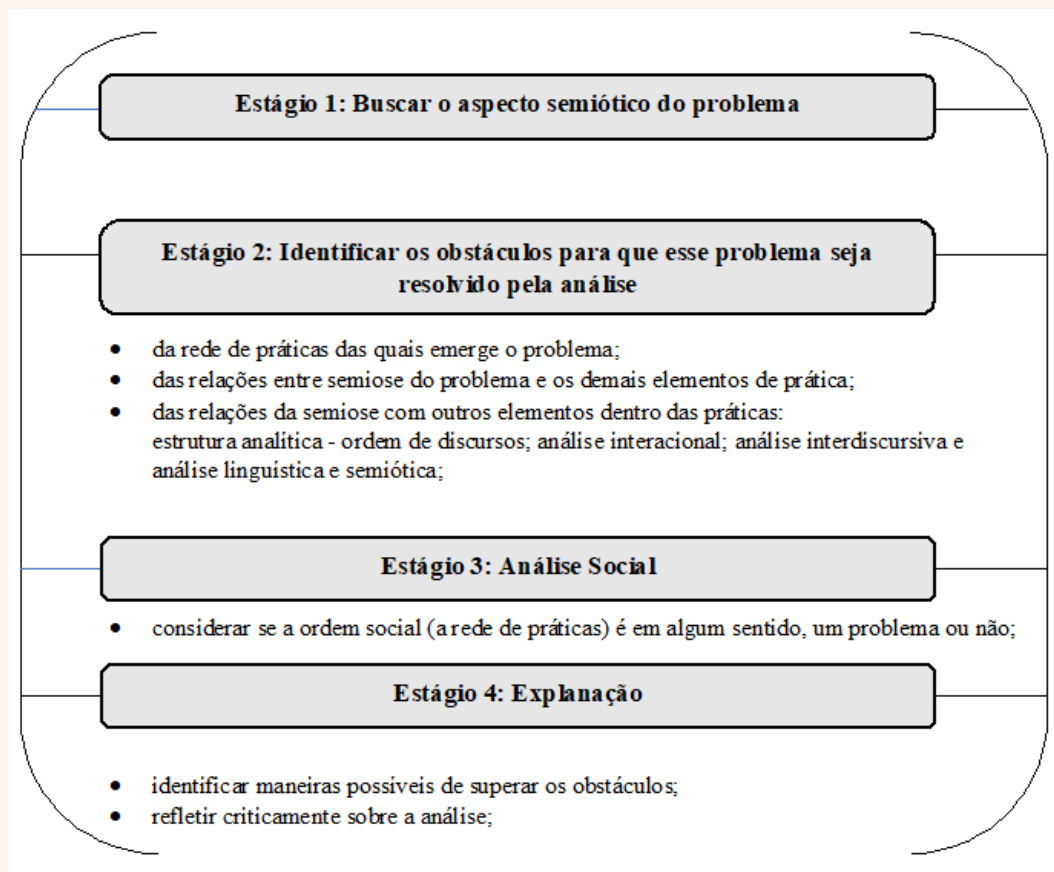 Estágio 1: Buscar o aspecto semiótico do problema
Estágio 2: Identificar os obstáculos para que esse problema seja
resolvido pela análise
• da rede de práticas das quais emerge o problema;
• das relações entre semiose do problema e os demais elementos de prática;
• das relações da semiose com outros elementos dentro das práticas:
estrutura analítica - ordem de discursos; análise interacional; análise interdiscursiva e
análise linguistica e semiótica;
Estágio 3: Análise Social
• considerar se a ordem social (a rede de práticas) é em algum sentido, um problema ou não;
Estágio 4: Explanação
• identificar maneiras possíveis de superar os obstáculos;
• refletir criticamente sobre a análise;